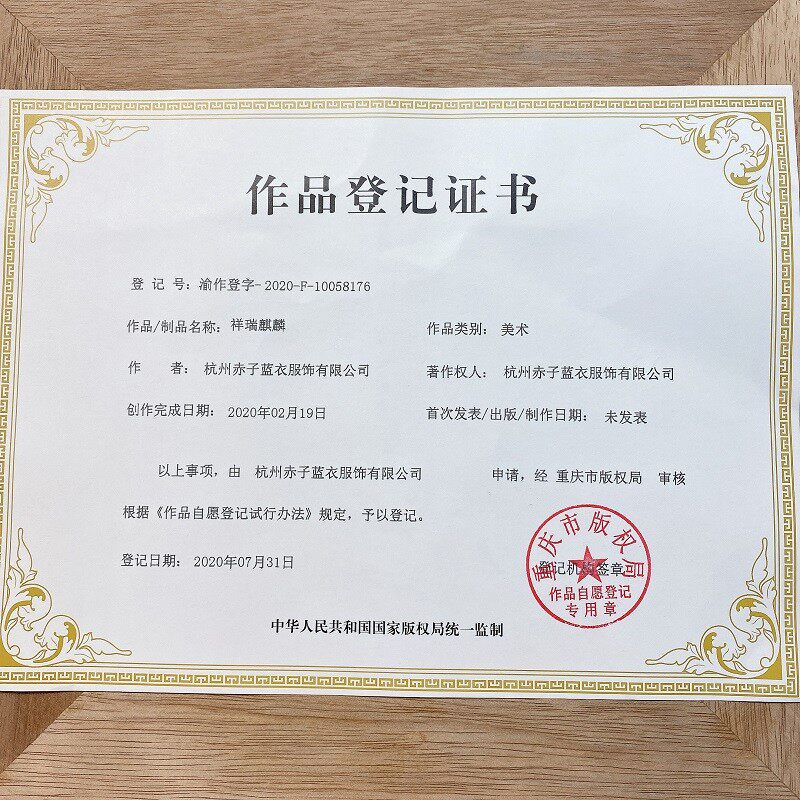 作品登记证书
登 记 号：渝作登字-2020-F-10058176
作品/制品名称：祥瑞麒麟
作品类别：美术
作 者：杭州赤子蓝衣服饰有限公司
著作权人：杭州赤子蓝衣服饰有限公司
创作完成日期：2020年02月19日
首次发表/出版/制作日期：未发表
以上事项，由 杭州赤子蓝衣服饰有限公司 申请，经 重庆市版权局 审核
根据《作品自愿登记试行办法》规定，予以登记。
登记日期：2020年07月31日
登记机构签章
重庆市版权局
作品自愿登记
专用章
中华人民共和国国家版权局统一监制